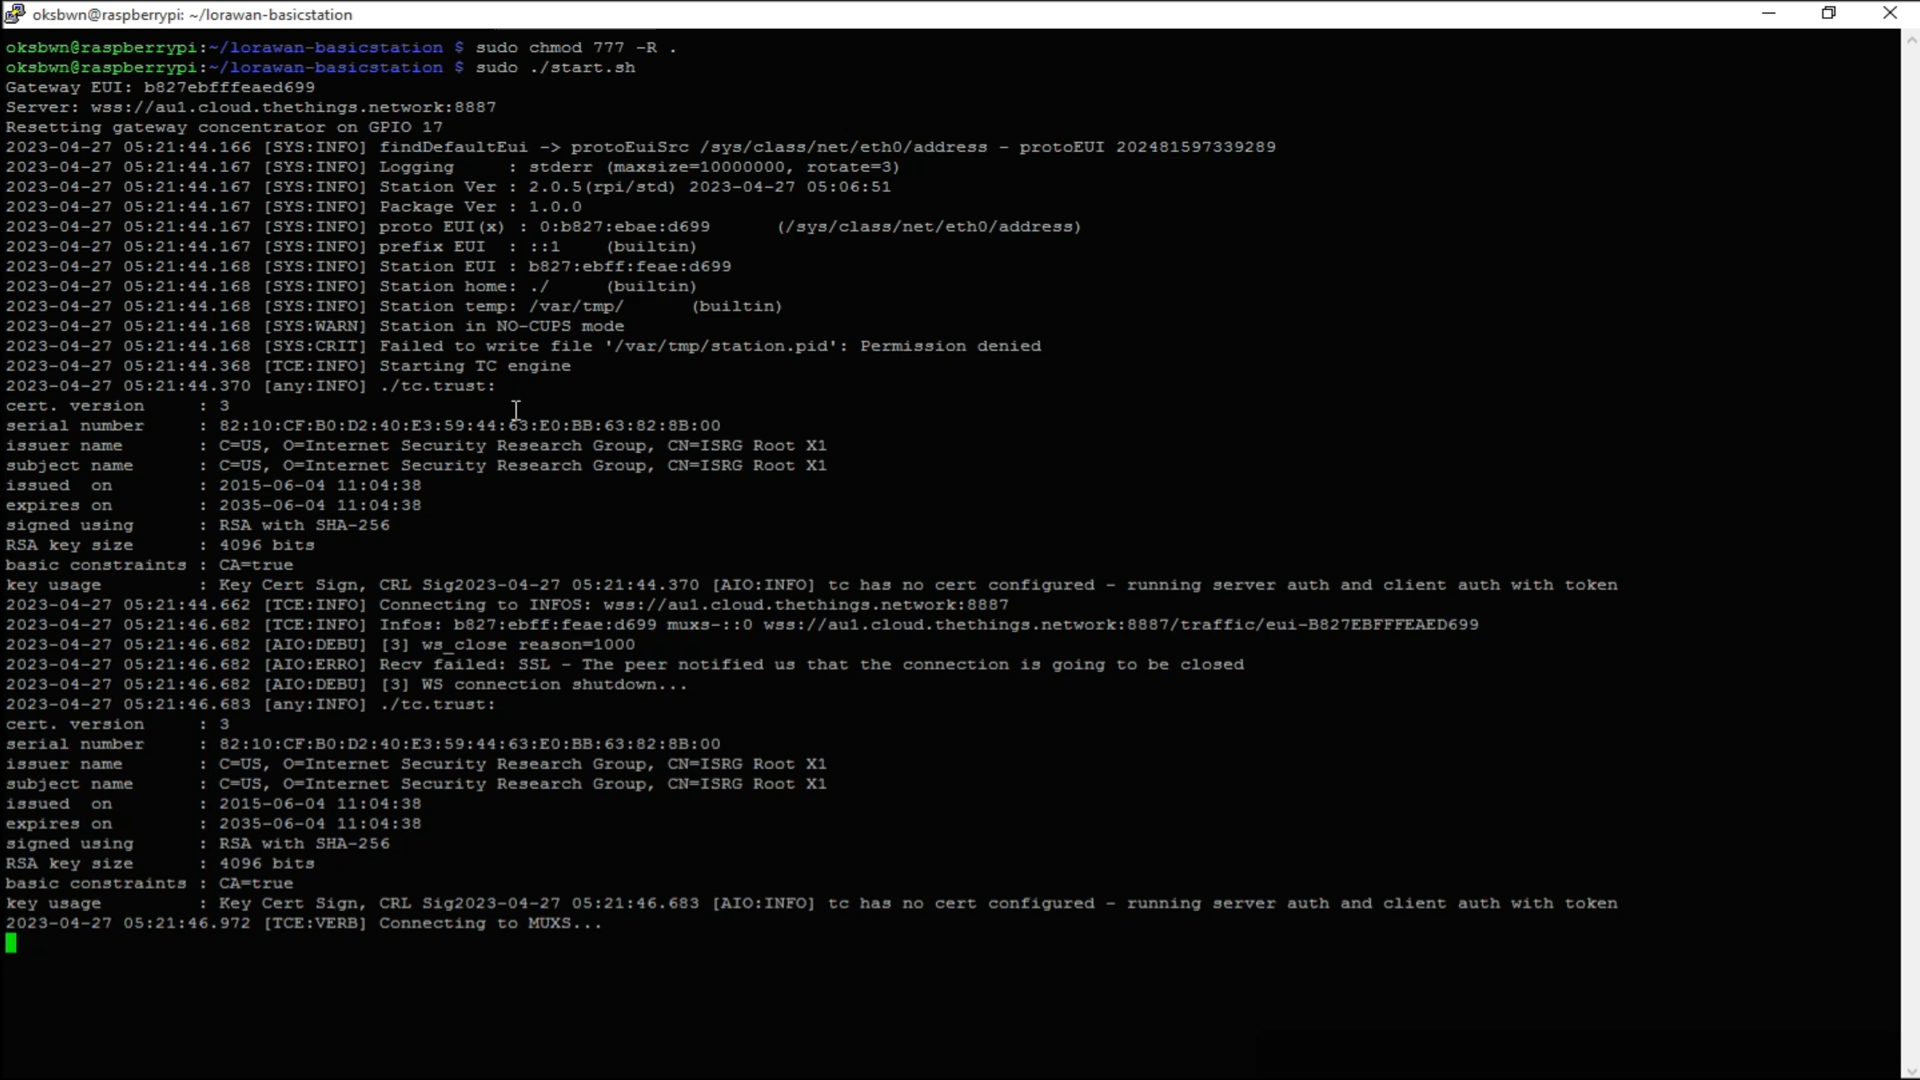 oksbwn@raspberrypi: ~/lorawan-basicstation
oksbwn@raspberrypi:~/lorawan-basicstation $ sudo chmod 777 -R .
oksbwn@raspberrypi:~/lorawan-basicstation $ sudo ./start.sh
Gateway EUI: b827ebfffeaed699
Server: wss://au1.cloud.thethings.network:8887
Resetting gateway concentrator on GPIO 17
2023-04-27 05:21:44.166 [SYS:INFO] findDefaultEui -> protoEuiSrc /sys/class/net/eth0/address - protoEUI 202481597339289
2023-04-27 05:21:44.167 [SYS:INFO] Logging     : stderr (maxsize=10000000, rotate=3)
2023-04-27 05:21:44.167 [SYS:INFO] Station Ver : 2.0.5(rpi/std) 2023-04-27 05:06:51
2023-04-27 05:21:44.167 [SYS:INFO] Package Ver : 1.0.0
2023-04-27 05:21:44.167 [SYS:INFO] proto EUI(x) : 0:b827:ebae:d699      (/sys/class/net/eth0/address)
2023-04-27 05:21:44.167 [SYS:INFO] prefix EUI  : ::1    (builtin)
2023-04-27 05:21:44.168 [SYS:INFO] Station EUI : b827:ebff:feae:d699
2023-04-27 05:21:44.168 [SYS:INFO] Station home: ./     (builtin)
2023-04-27 05:21:44.168 [SYS:INFO] Station temp: /var/tmp/      (builtin)
2023-04-27 05:21:44.168 [SYS:WARN] Station in NO-CUPS mode
2023-04-27 05:21:44.168 [SYS:CRIT] Failed to write file '/var/tmp/station.pid': Permission denied
2023-04-27 05:21:44.368 [TCE:INFO] Starting TC engine
2023-04-27 05:21:44.370 [any:INFO] ./tc.trust:
cert. version     : 3
serial number     : 82:10:CF:B0:D2:40:E3:59:44:63:E0:BB:63:82:8B:00
issuer name       : C=US, O=Internet Security Research Group, CN=ISRG Root X1
subject name      : C=US, O=Internet Security Research Group, CN=ISRG Root X1
issued  on        : 2015-06-04 11:04:38
expires on        : 2035-06-04 11:04:38
signed using      : RSA with SHA-256
RSA key size      : 4096 bits
basic constraints : CA=true
key usage         : Key Cert Sign, CRL Sig2023-04-27 05:21:44.370 [AIO:INFO] tc has no cert configured - running server auth and client auth with token
2023-04-27 05:21:44.662 [TCE:INFO] Connecting to INFOS: wss://au1.cloud.thethings.network:8887
2023-04-27 05:21:46.682 [TCE:INFO] Infos: b827:ebff:feae:d699 muxs-::0 wss://au1.cloud.thethings.network:8887/traffic/eui-B827EBFFFEAED699
2023-04-27 05:21:46.682 [AIO:DEBU] [3] ws_close reason=1000
2023-04-27 05:21:46.682 [AIO:ERRO] Recv failed: SSL - The peer notified us that the connection is going to be closed
2023-04-27 05:21:46.682 [AIO:DEBU] [3] WS connection shutdown...
2023-04-27 05:21:46.683 [any:INFO] ./tc.trust:
cert. version     : 3
serial number     : 82:10:CF:B0:D2:40:E3:59:44:63:E0:BB:63:82:8B:00
issuer name       : C=US, O=Internet Security Research Group, CN=ISRG Root X1
subject name      : C=US, O=Internet Security Research Group, CN=ISRG Root X1
issued  on        : 2015-06-04 11:04:38
expires on        : 2035-06-04 11:04:38
signed using      : RSA with SHA-256
RSA key size      : 4096 bits
basic constraints : CA=true
key usage         : Key Cert Sign, CRL Sig2023-04-27 05:21:46.683 [AIO:INFO] tc has no cert configured - running server auth and client auth with token
2023-04-27 05:21:46.972 [TCE:VERB] Connecting to MUXS...